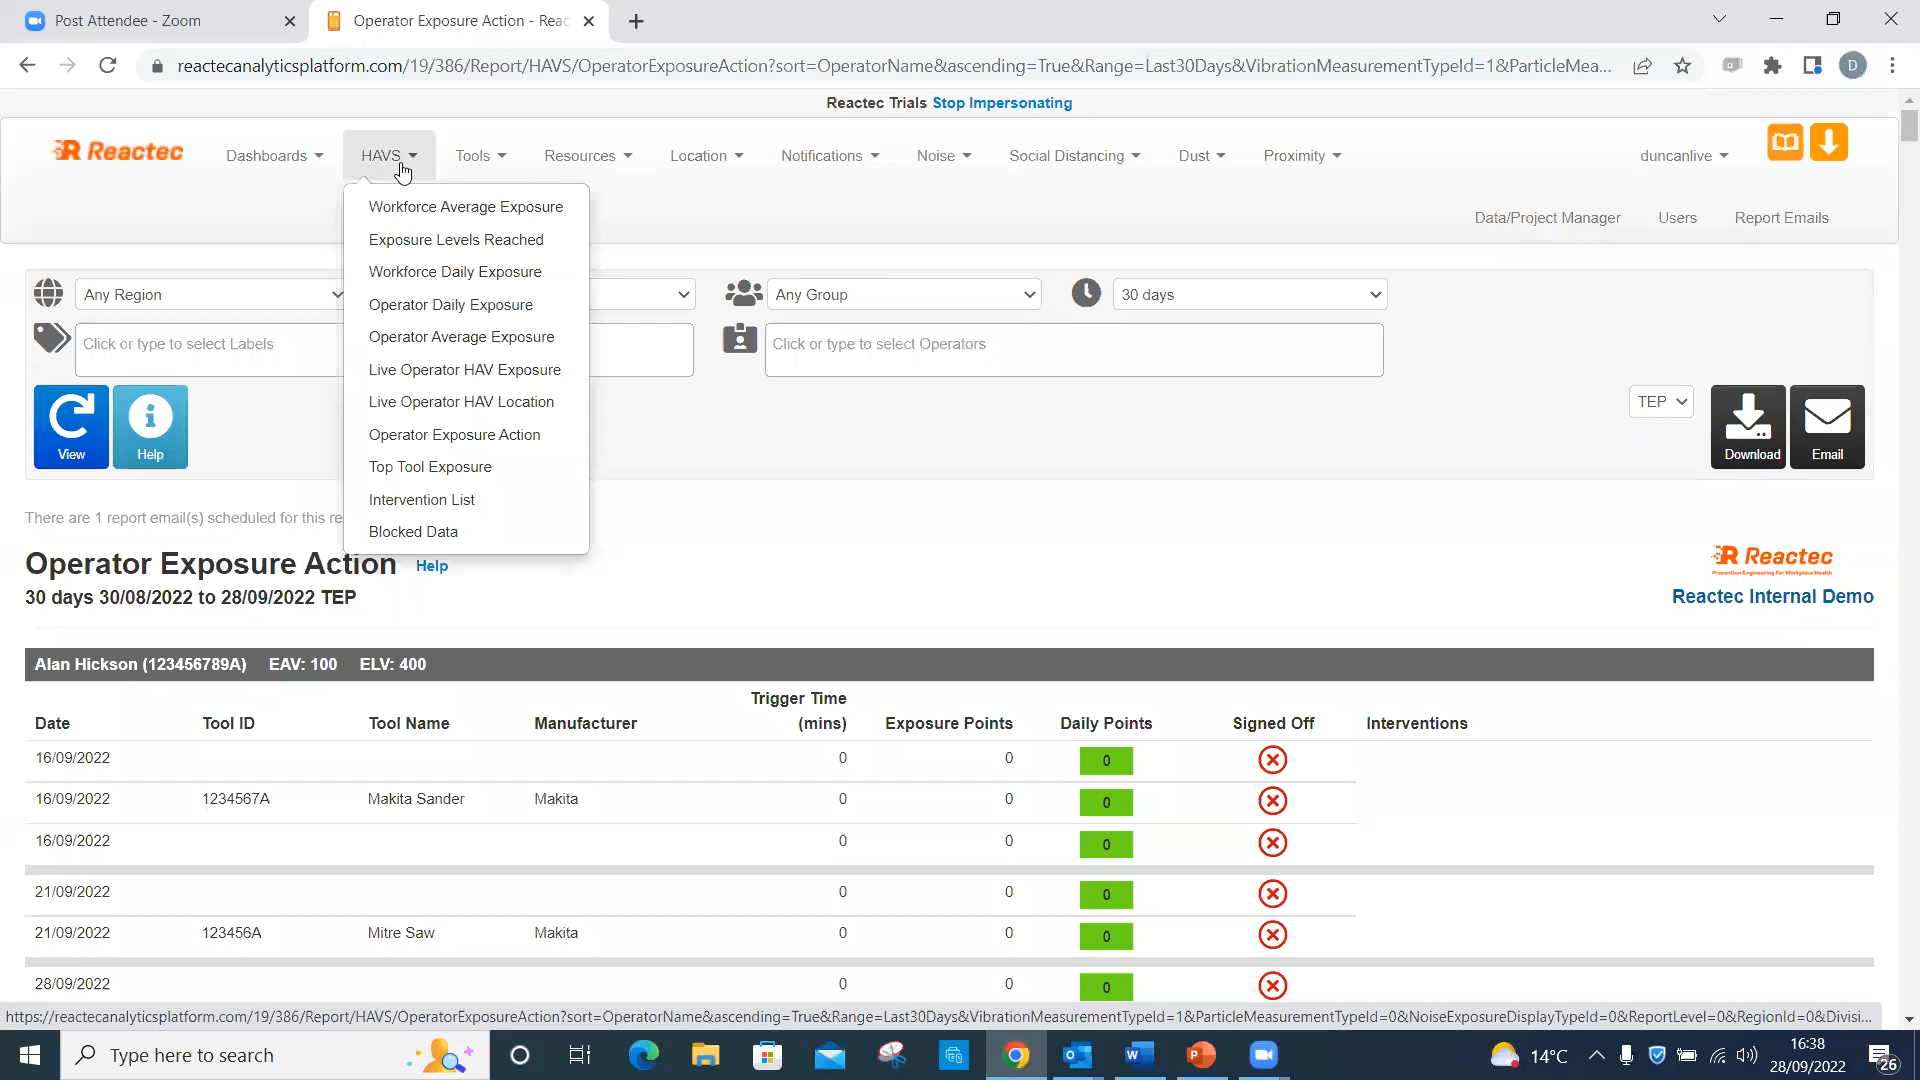 Post Attendee - Zoom
Operator Exposure Action - Reac
reactecanalyticsplatform.com/19/386/Report/HAVS/OperatorExposureAction?sort=OperatorName&ascending=True&Range=Last30Days&VibrationMeasurementTypeId=1&ParticleMea...
D
Reactec Trials Stop Impersonating
Reactec
Dashboards
HAVS
Tools
Resources
Location
Notifications
Noise
Social Distancing
Dust
Proximity
duncanlive
Data/Project Manager
Users
Report Emails
Workforce Average Exposure
Exposure Levels Reached
Workforce Daily Exposure
Operator Daily Exposure
Operator Average Exposure
Live Operator HAV Exposure
Live Operator HAV Location
Operator Exposure Action
Top Tool Exposure
Intervention List
Blocked Data
Any Region
Any Group
30 days
Click or type to select Labels
Click or type to select Operators
View
Help
TEP
Download
Email
There are 1 report email(s) scheduled for this re
Operator Exposure Action Help
30 days 30/08/2022 to 28/09/2022 TEP
Reactec
Prevention Engineering for Workplace Health
Reactec Internal Demo
Alan Hickson (123456789A) EAV: 100 ELV: 400
Date Tool ID Tool Name Manufacturer Trigger Time (mins) Exposure Points Daily Points Signed Off Interventions
16/09/2022 0 0 0
16/09/2022 1234567A Makita Sander Makita 0 0 0
16/09/2022 0 0 0
21/09/2022 0 0 0
21/09/2022 123456A Mitre Saw Makita 0 0 0
28/09/2022 0 0 0
https://reactecanalyticsplatform.com/19/386/Report/HAVS/OperatorExposureAction?sort=OperatorName&ascending=True&Range=Last30Days&VibrationMeasurementTypeId=1&ParticleMeasurementTypeId=0&NoiseExposureDisplayTypeId=0&ReportLevel=0&RegionId=0&Divisi...
Type here to search
14°C
16:38
28/09/2022
26